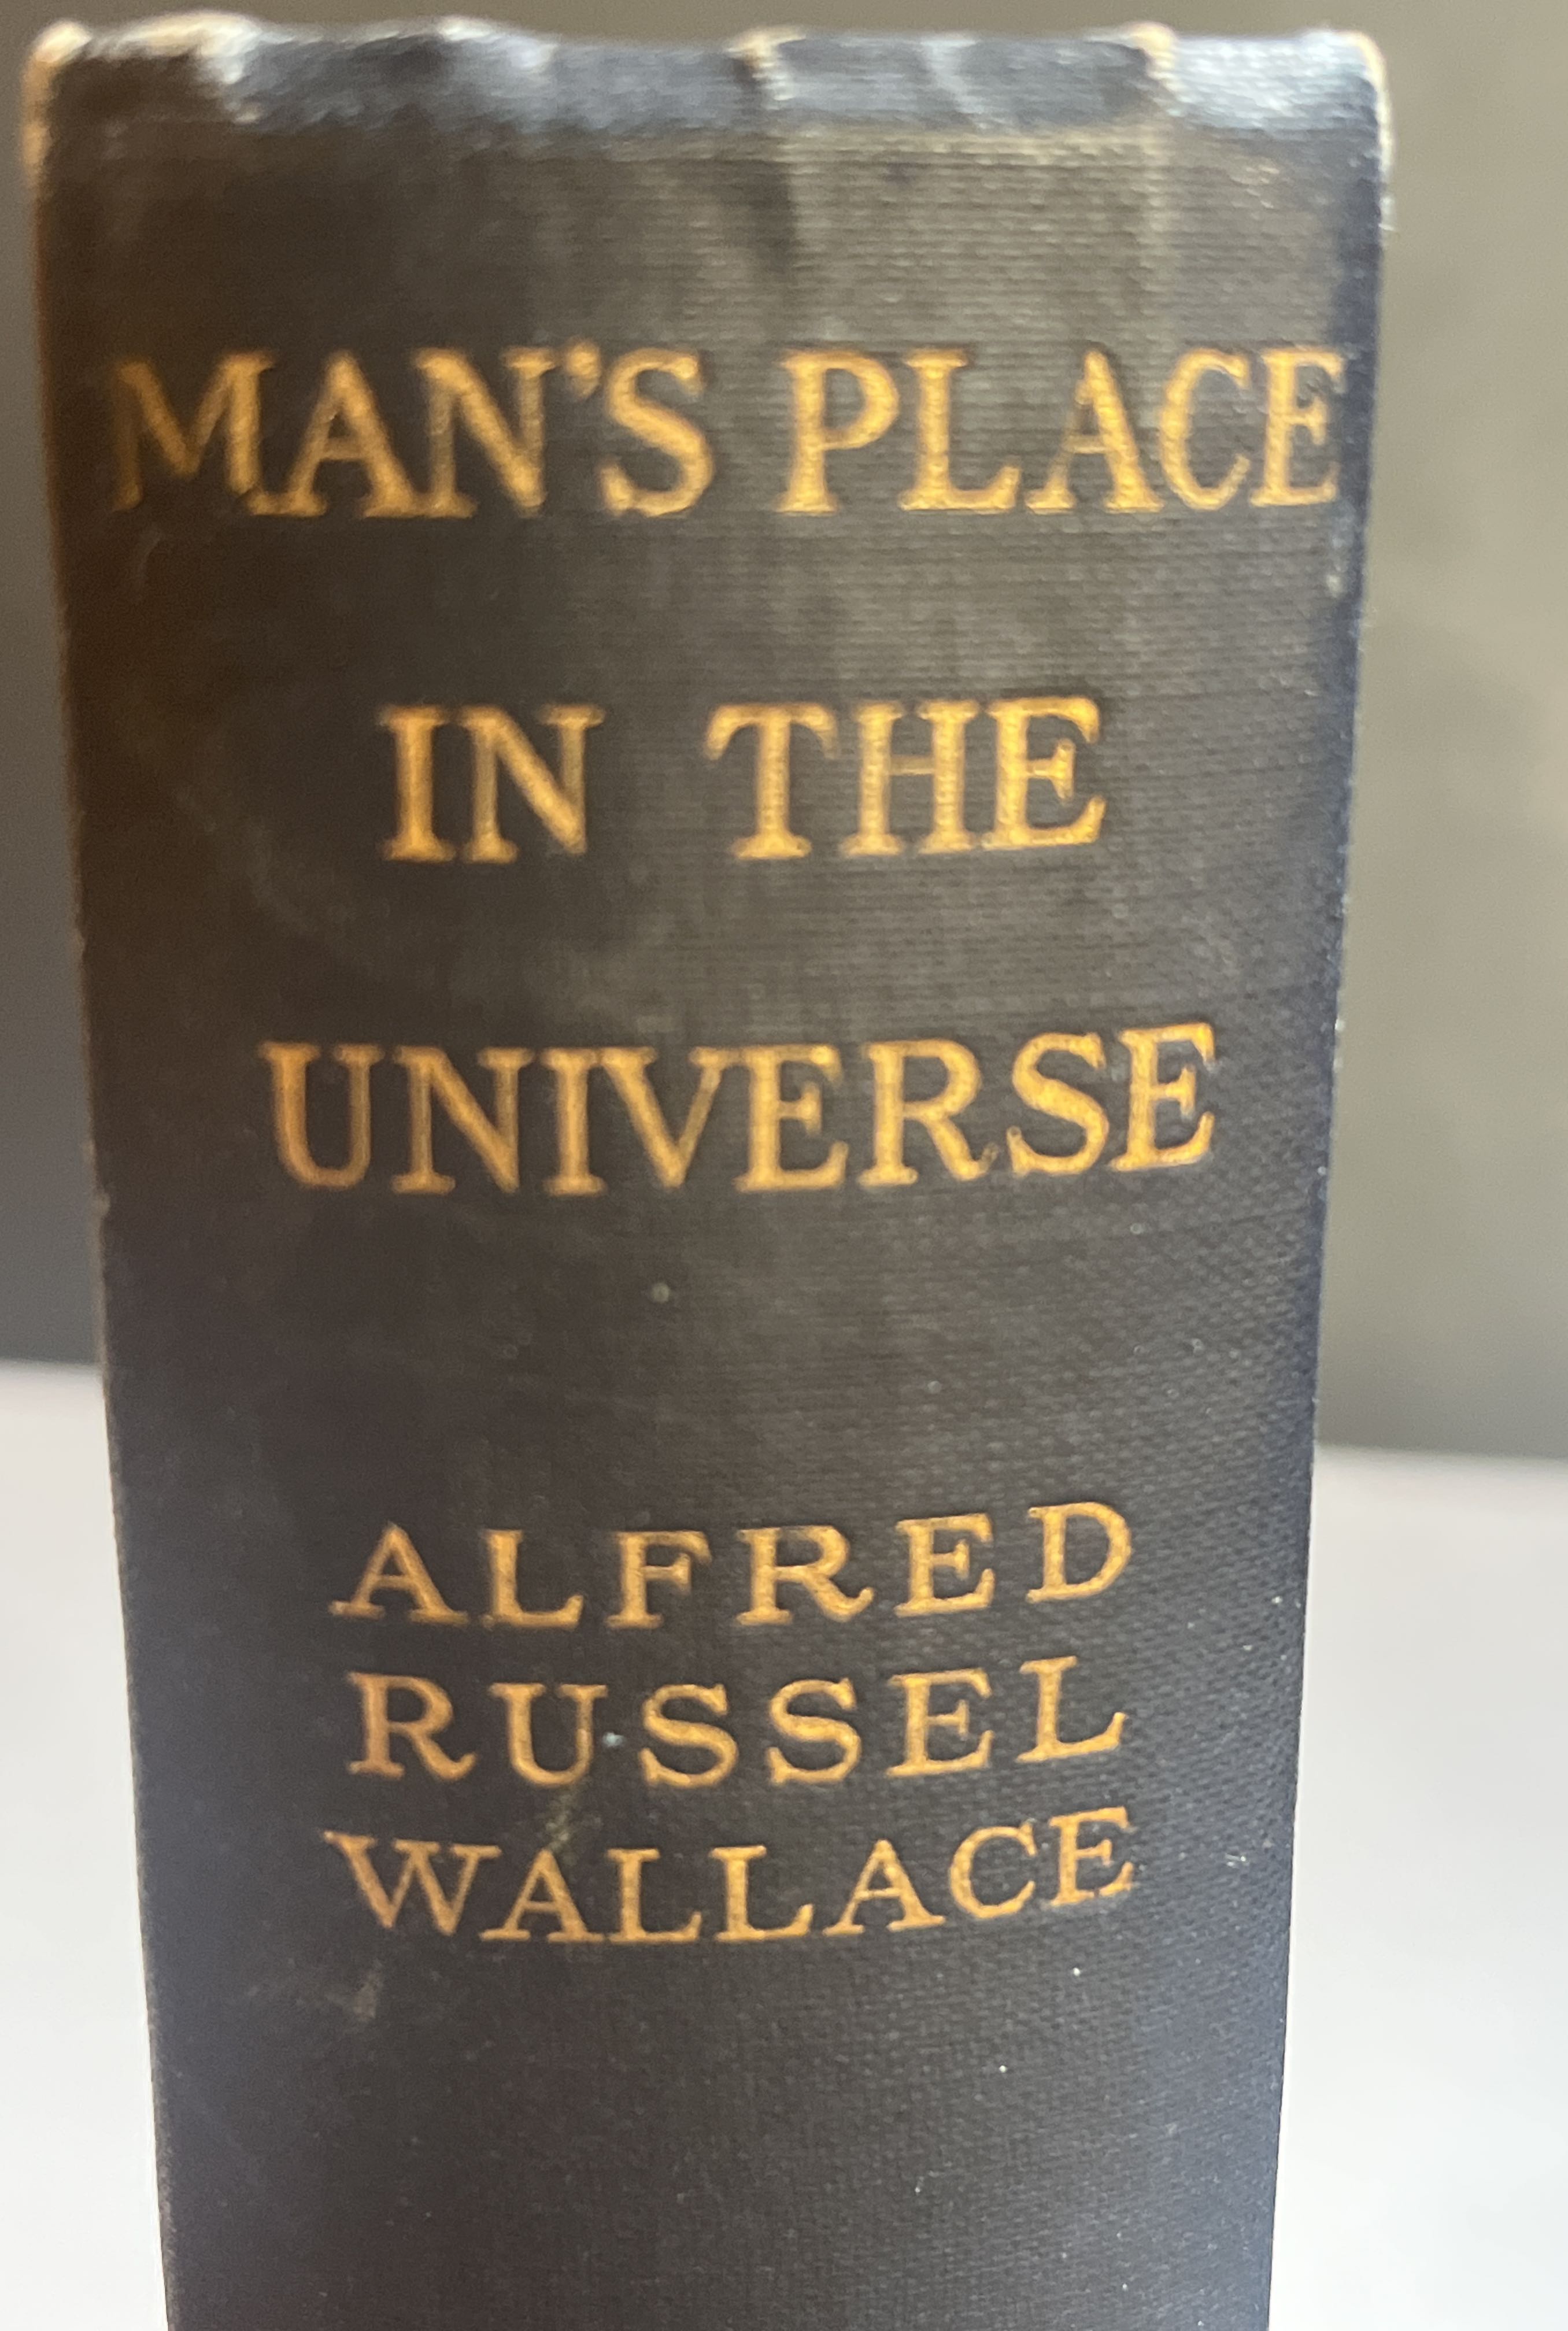 MAN'S PLACE
IN THE
UNIVERSE
ALFRED
RUSSEL
WALLACE